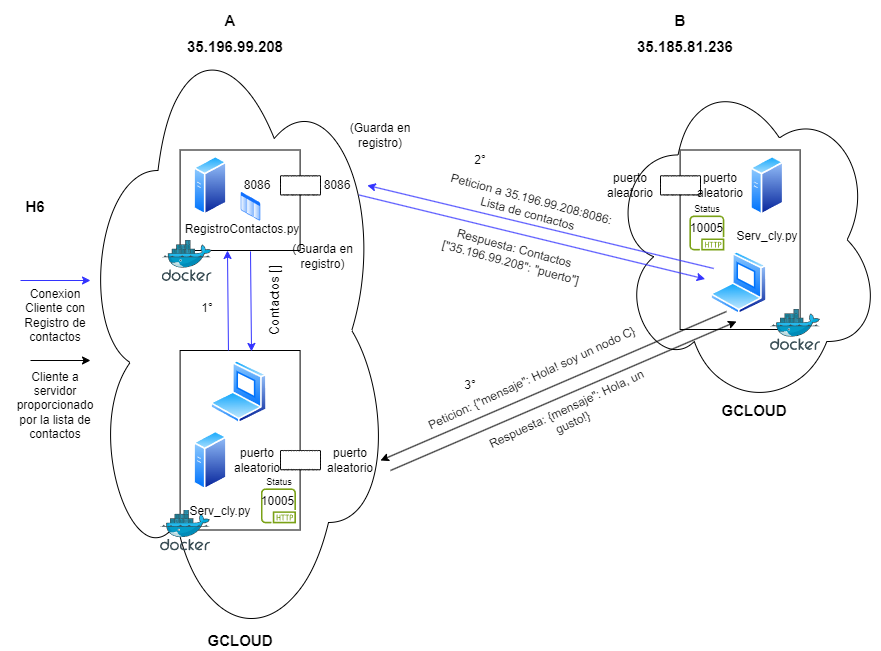 A
35.196.99.208
B
35.185.81.236
(Guarda en
registro)
2°
Peticion a 35.196.99.208:8086:
Lista de contactos
Respuesta: Contactos
["35.196.99.208": "puerto"]
8086
8086
RegistroContactos.py
(Guarda en
registro)
docker
1°
Contactos []
H6
Conexion
Cliente con
Registro de
contactos
Cliente a
servidor
proporcionado
por la lista de
contactos
puerto
aleatorio
puerto
aleatorio
Status
10005
HTTP
Serv_cly.py
docker
GCLOUD
3°
Peticion: {"mensaje": Hola! soy un nodo C}
Respuesta: {mensaje": Hola, un
gusto!}
puerto
aleatorio
puerto
aleatorio
Status
10005
HTTP
Serv_cly.py
docker
GCLOUD